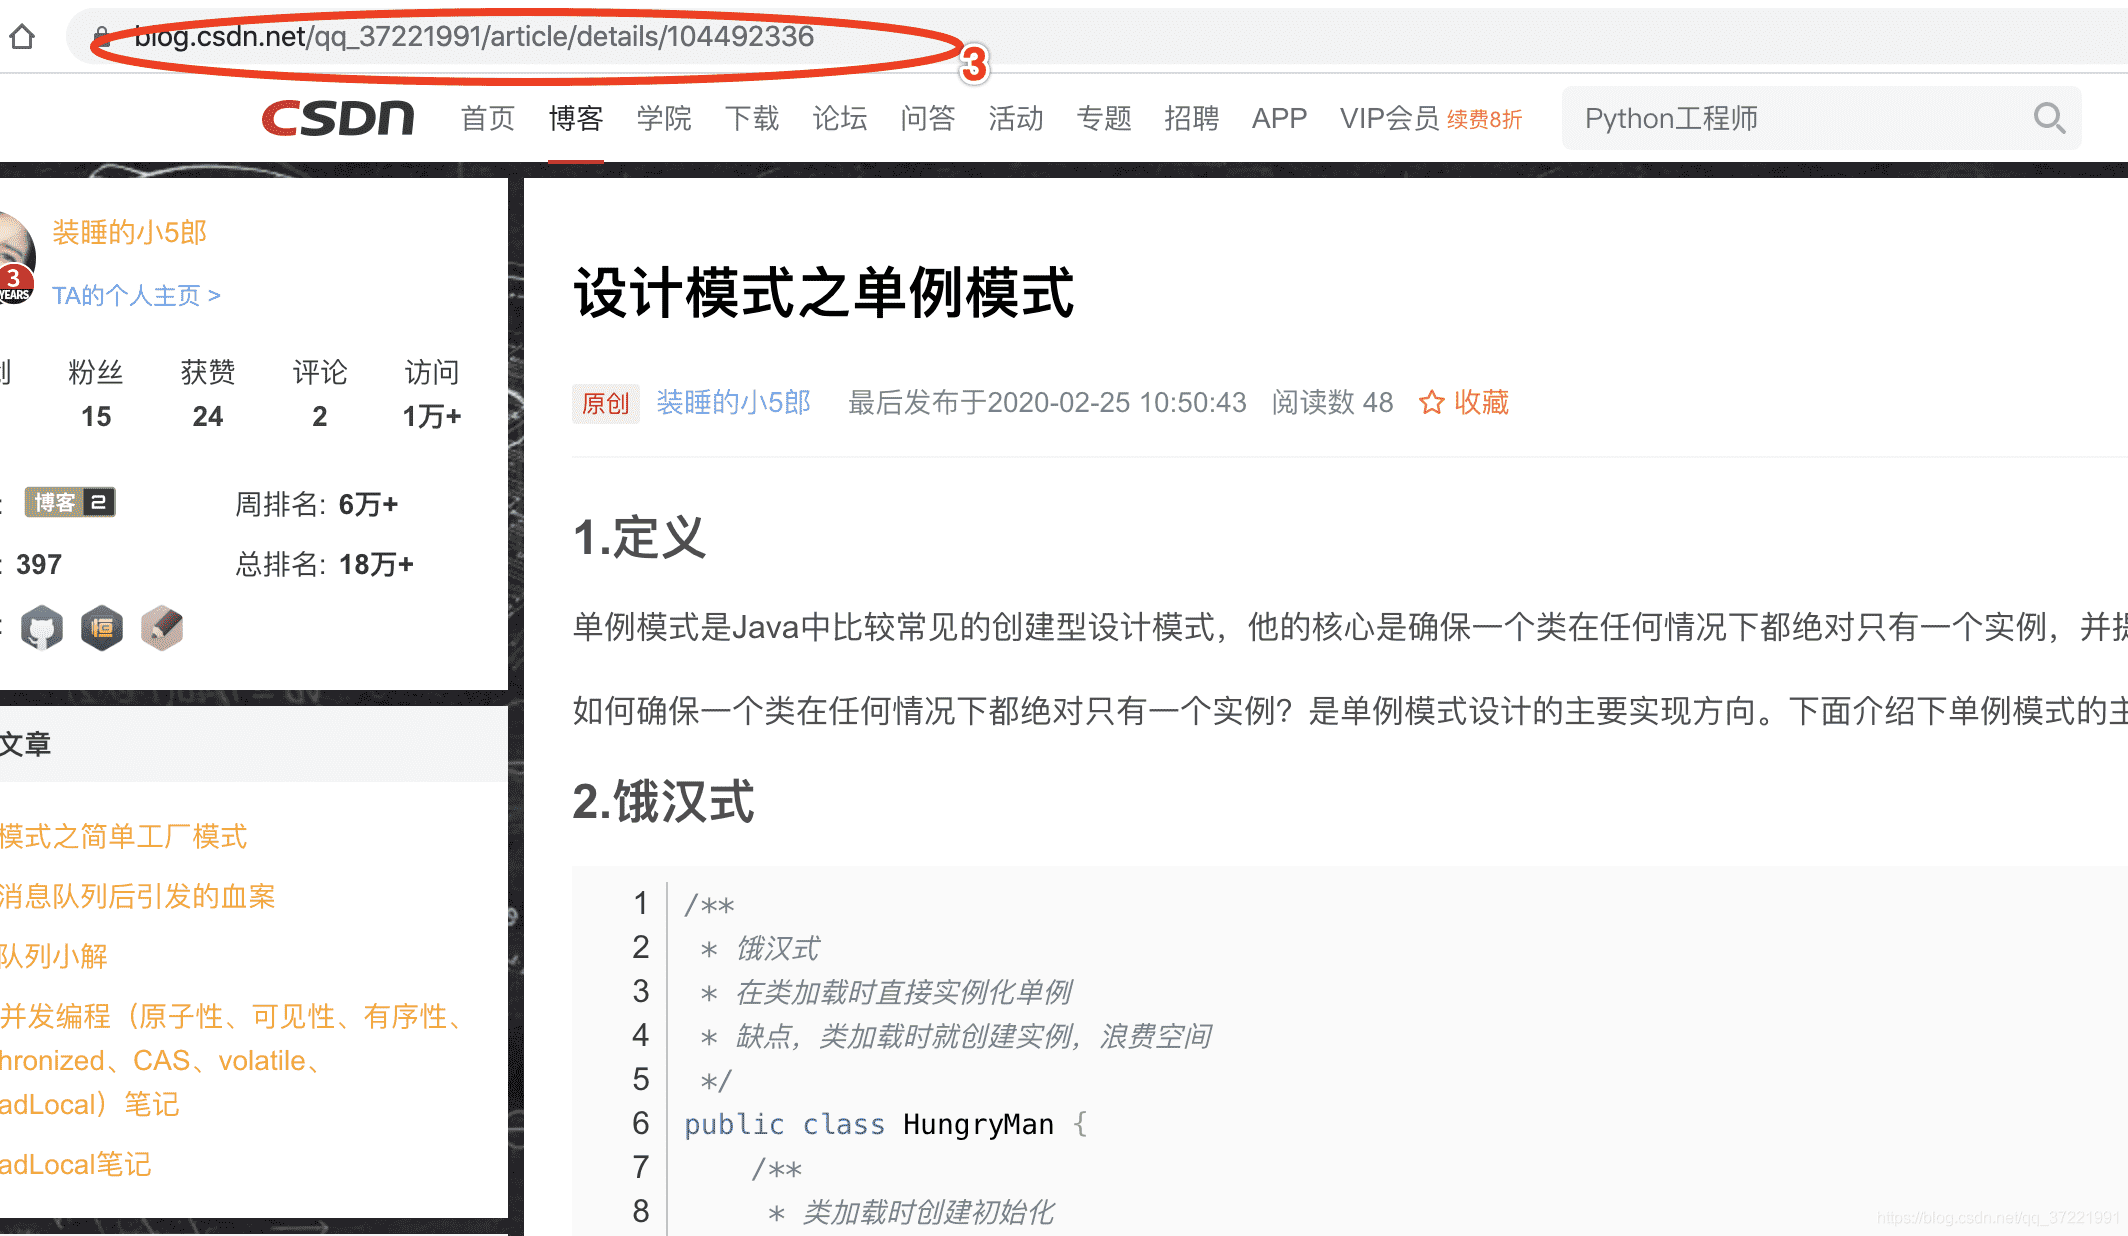 blog.csdn.net/qq_37221991/article/details/104492336
3
CSDN 首页 博客 学院 下载 论坛 问答 活动 专题 招聘 APP VIP会员 续费8折 Python工程师
装睡的小5郎
3
YEARS
TA的个人主页 >
粉丝 获赞 评论 访问
15 24 2 1万+
博客 2 周排名: 6万+
: 397 总排名: 18万+
文章
模式之简单工厂模式
消息队列后引发的血案
队列小解
并发编程（原子性、可见性、有序性、
hronized、CAS、volatile、
adLocal）笔记
adLocal笔记
设计模式之单例模式
原创 装睡的小5郎 最后发布于2020-02-25 10:50:43 阅读数 48 收藏
1.定义
单例模式是Java中比较常见的创建型设计模式，他的核心是确保一个类在任何情况下都绝对只有一个实例，并提
如何确保一个类在任何情况下都绝对只有一个实例？是单例模式设计的主要实现方向。下面介绍下单例模式的主
2.饿汉式
1 /**
2 * 饿汉式
3 * 在类加载时直接实例化单例
4 * 缺点，类加载时就创建实例，浪费空间
5 */
6 public class HungryMan {
7 /**
8 * 类加载时创建初始化
https://blog.csdn.net/qq_37221991